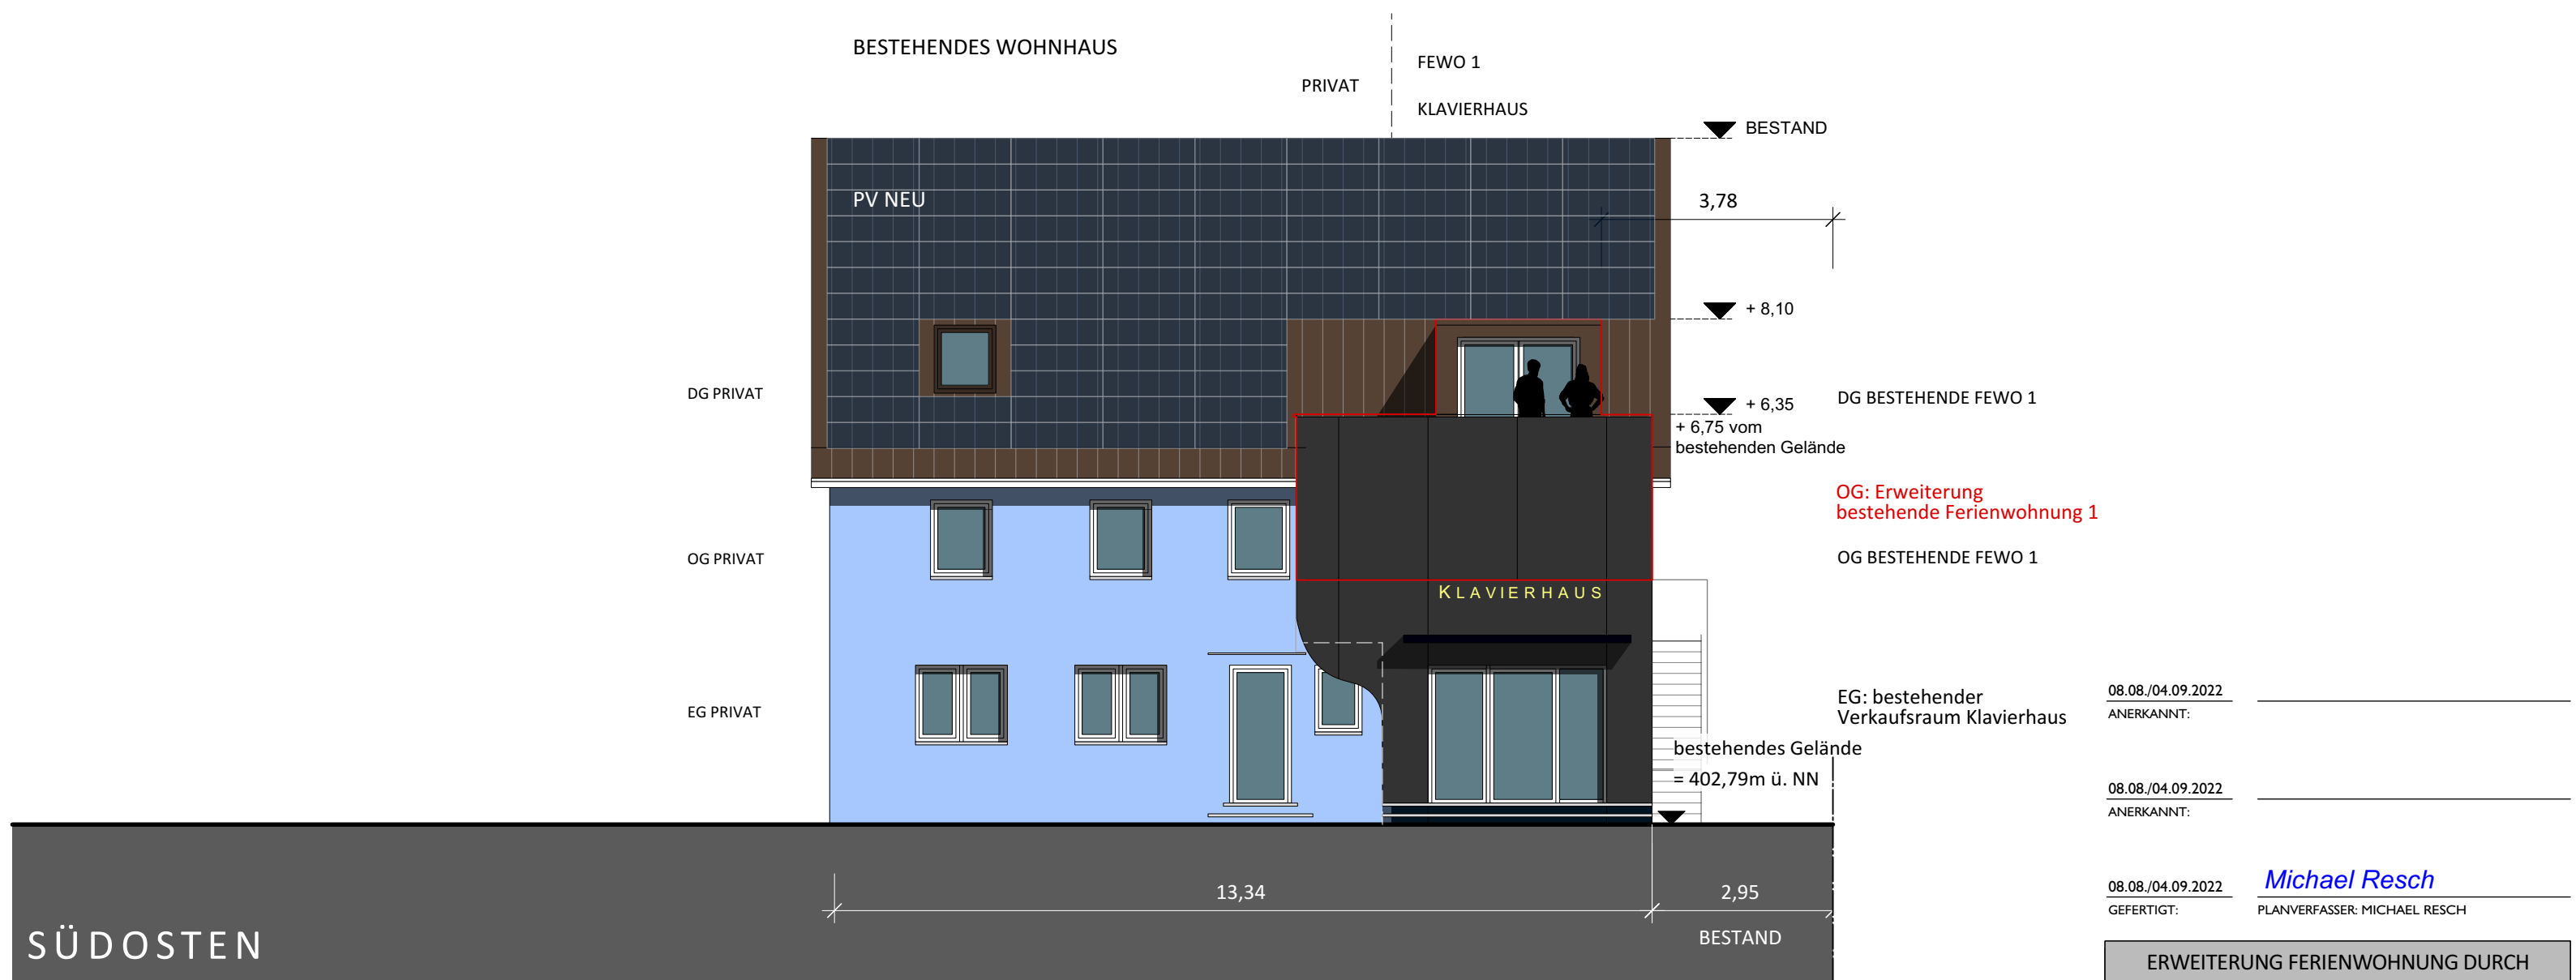 BESTEHENDES WOHNHAUS
PRIVAT
FEWO 1
KLAVIERHAUS
BESTAND
PV NEU
3,78
+ 8,10
DG PRIVAT
+ 6,35
+ 6,75 vom
bestehenden Gelände
DG BESTEHENDE FEWO 1
OG: Erweiterung
bestehende Ferienwohnung 1
OG PRIVAT
OG BESTEHENDE FEWO 1
KLAVIERHAUS
EG PRIVAT
EG: bestehender
Verkaufsraum Klavierhaus
bestehendes Gelände
= 402,79m ü. NN
08.08./04.09.2022
ANERKANNT:
08.08./04.09.2022
ANERKANNT:
08.08./04.09.2022
Michael Resch
GEFERTIGT:
PLANVERFASSER: MICHAEL RESCH
13,34
2,95
BESTAND
SÜDOSTEN
ERWEITERUNG FERIENWOHNUNG DURCH